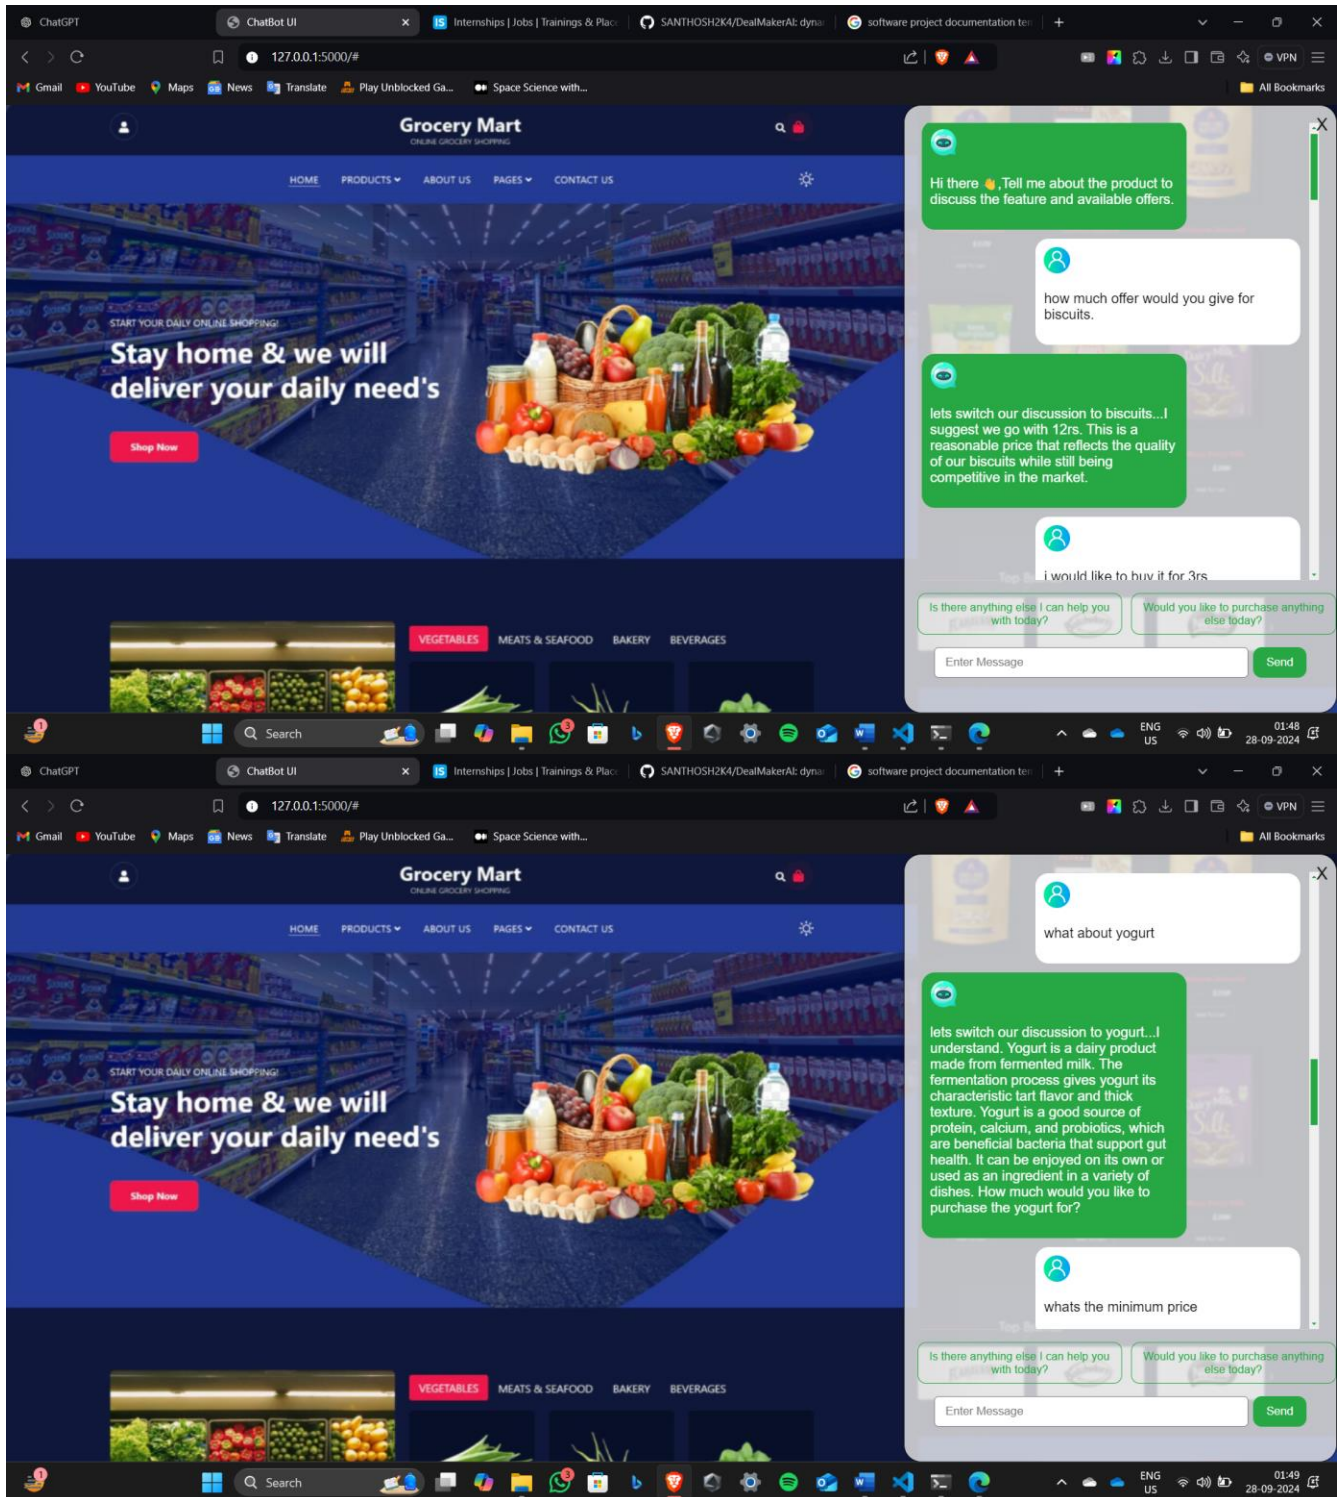 ChatGPT
ChatBot UI
Internships | Jobs | Trainings & Place
SANTHOSH2K4/DealMakerAI: dynar
software project documentation ten
127.0.0.1:5000/#
VPN
Gmail
YouTube
Maps
News
Translate
Play Unblocked Ga...
Space Science with...
All Bookmarks
Grocery Mart
ONLINE GROCERY SHOPPING
HOME
PRODUCTS
ABOUT US
PAGES
CONTACT US
START YOUR DAILY ONLINE SHOPPING!
Stay home & we will
deliver your daily need's
Shop Now
VEGETABLES
MEATS & SEAFOOD
BAKERY
BEVERAGES
X
Hi there 👋,Tell me about the product to
discuss the feature and available offers.
how much offer would you give for
biscuits.
lets switch our discussion to biscuits...I
suggest we go with 12rs. This is a
reasonable price that reflects the quality
of our biscuits while still being
competitive in the market.
i would like to buy it for 3rs
Is there anything else I can help you
with today?
Would you like to purchase anything
else today?
Enter Message
Send
1
Search
3
ENG
US
01:48
28-09-2024
ChatGPT
ChatBot UI
Internships | Jobs | Trainings & Place
SANTHOSH2K4/DealMakerAI: dynar
software project documentation ten
127.0.0.1:5000/#
VPN
Gmail
YouTube
Maps
News
Translate
Play Unblocked Ga...
Space Science with...
All Bookmarks
Grocery Mart
ONLINE GROCERY SHOPPING
HOME
PRODUCTS
ABOUT US
PAGES
CONTACT US
START YOUR DAILY ONLINE SHOPPING!
Stay home & we will
deliver your daily need's
Shop Now
VEGETABLES
MEATS & SEAFOOD
BAKERY
BEVERAGES
X
what about yogurt
lets switch our discussion to yogurt...I
understand. Yogurt is a dairy product
made from fermented milk. The
fermentation process gives yogurt its
characteristic tart flavor and thick
texture. Yogurt is a good source of
protein, calcium, and probiotics, which
are beneficial bacteria that support gut
health. It can be enjoyed on its own or
used as an ingredient in a variety of
dishes. How much would you like to
purchase the yogurt for?
whats the minimum price
Is there anything else I can help you
with today?
Would you like to purchase anything
else today?
Enter Message
Send
1
Search
3
ENG
US
01:49
28-09-2024